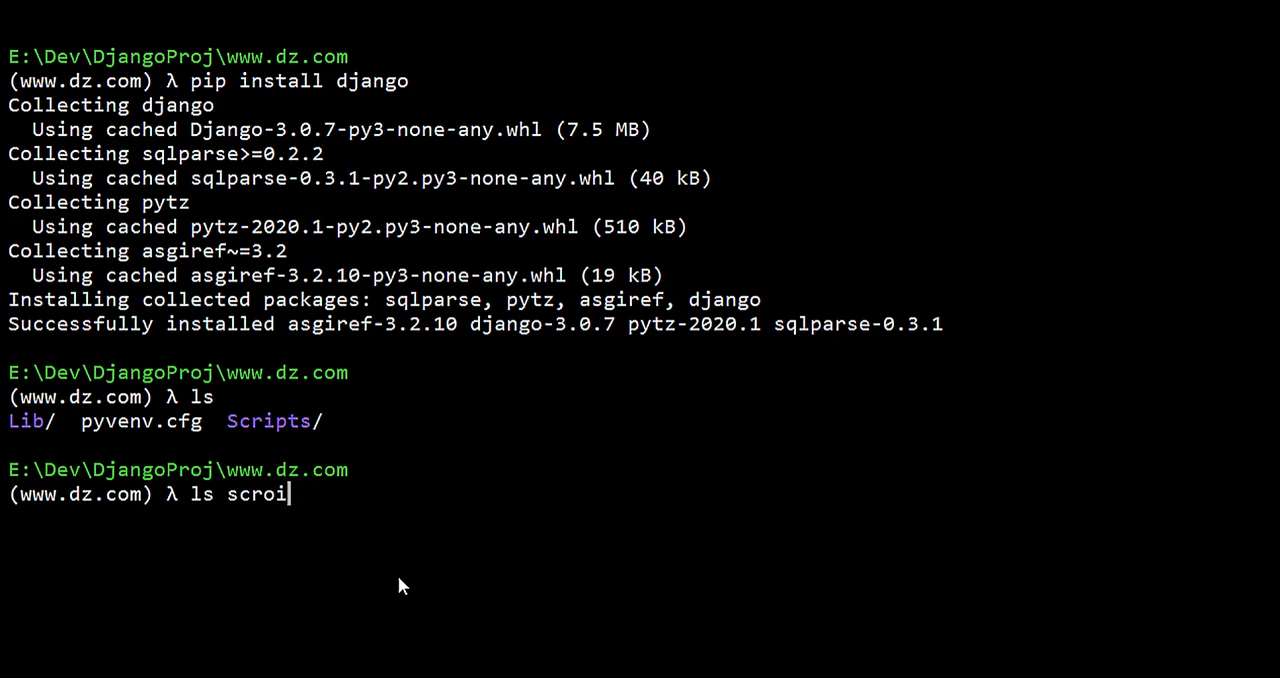 E:\Dev\DjangoProj\www.dz.com
(www.dz.com) λ pip install django
Collecting django
  Using cached Django-3.0.7-py3-none-any.whl (7.5 MB)
Collecting sqlparse>=0.2.2
  Using cached sqlparse-0.3.1-py2.py3-none-any.whl (40 kB)
Collecting pytz
  Using cached pytz-2020.1-py2.py3-none-any.whl (510 kB)
Collecting asgiref~=3.2
  Using cached asgiref-3.2.10-py3-none-any.whl (19 kB)
Installing collected packages: sqlparse, pytz, asgiref, django
Successfully installed asgiref-3.2.10 django-3.0.7 pytz-2020.1 sqlparse-0.3.1
E:\Dev\DjangoProj\www.dz.com
(www.dz.com) λ ls
Lib/  pyvenv.cfg  Scripts/
E:\Dev\DjangoProj\www.dz.com
(www.dz.com) λ ls scroi